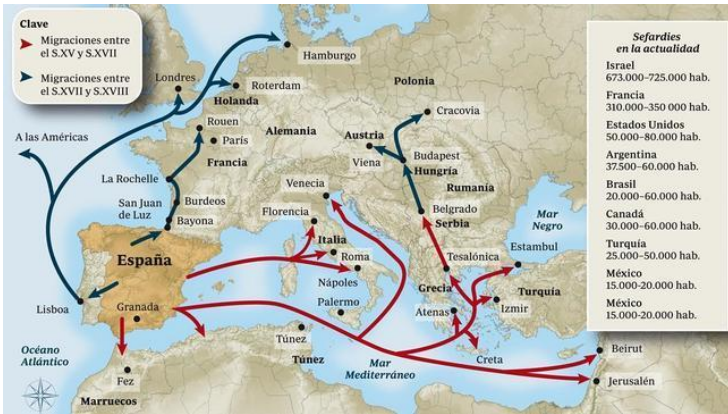 Clave
Migraciones entre
el S.XV y S.XVII
Migraciones entre
el S.XVII y S.XVIII
Hamburgo
Londres
Roterdam
Holanda
Polonia
Cracovia
A las Américas
Rouen
París
Alemania
Austria
Viena
Francia
Budapest
Hungría
La Rochelle
Rumanía
Venecia
San Juan
de Luz
Burdeos
Bayona
Florencia
Belgrado
Serbia
Mar
Negro
España
Italia
Roma
Tesalónica
Estambul
Nápoles
Lisboa
Granada
Palermo
Grecia
Turquía
Atenas
Izmir
Océano
Atlántico
Túnez
Túnez
Mar
Mediterráneo
Creta
Beirut
Fez
Marruecos
Jerusalén
Sefardíes
en la actualidad
Israel
673.000-725.000 hab.
Francia
310.000-350 000 hab.
Estados Unidos
50.000-80.000 hab.
Argentina
37.500-60.000 hab.
Brasil
20.000-60.000 hab.
Canadá
30.000-60.000 hab.
Turquía
25.000-50.000 hab.
México
15.000-20.000 hab.
México
15.000-20.000 hab.